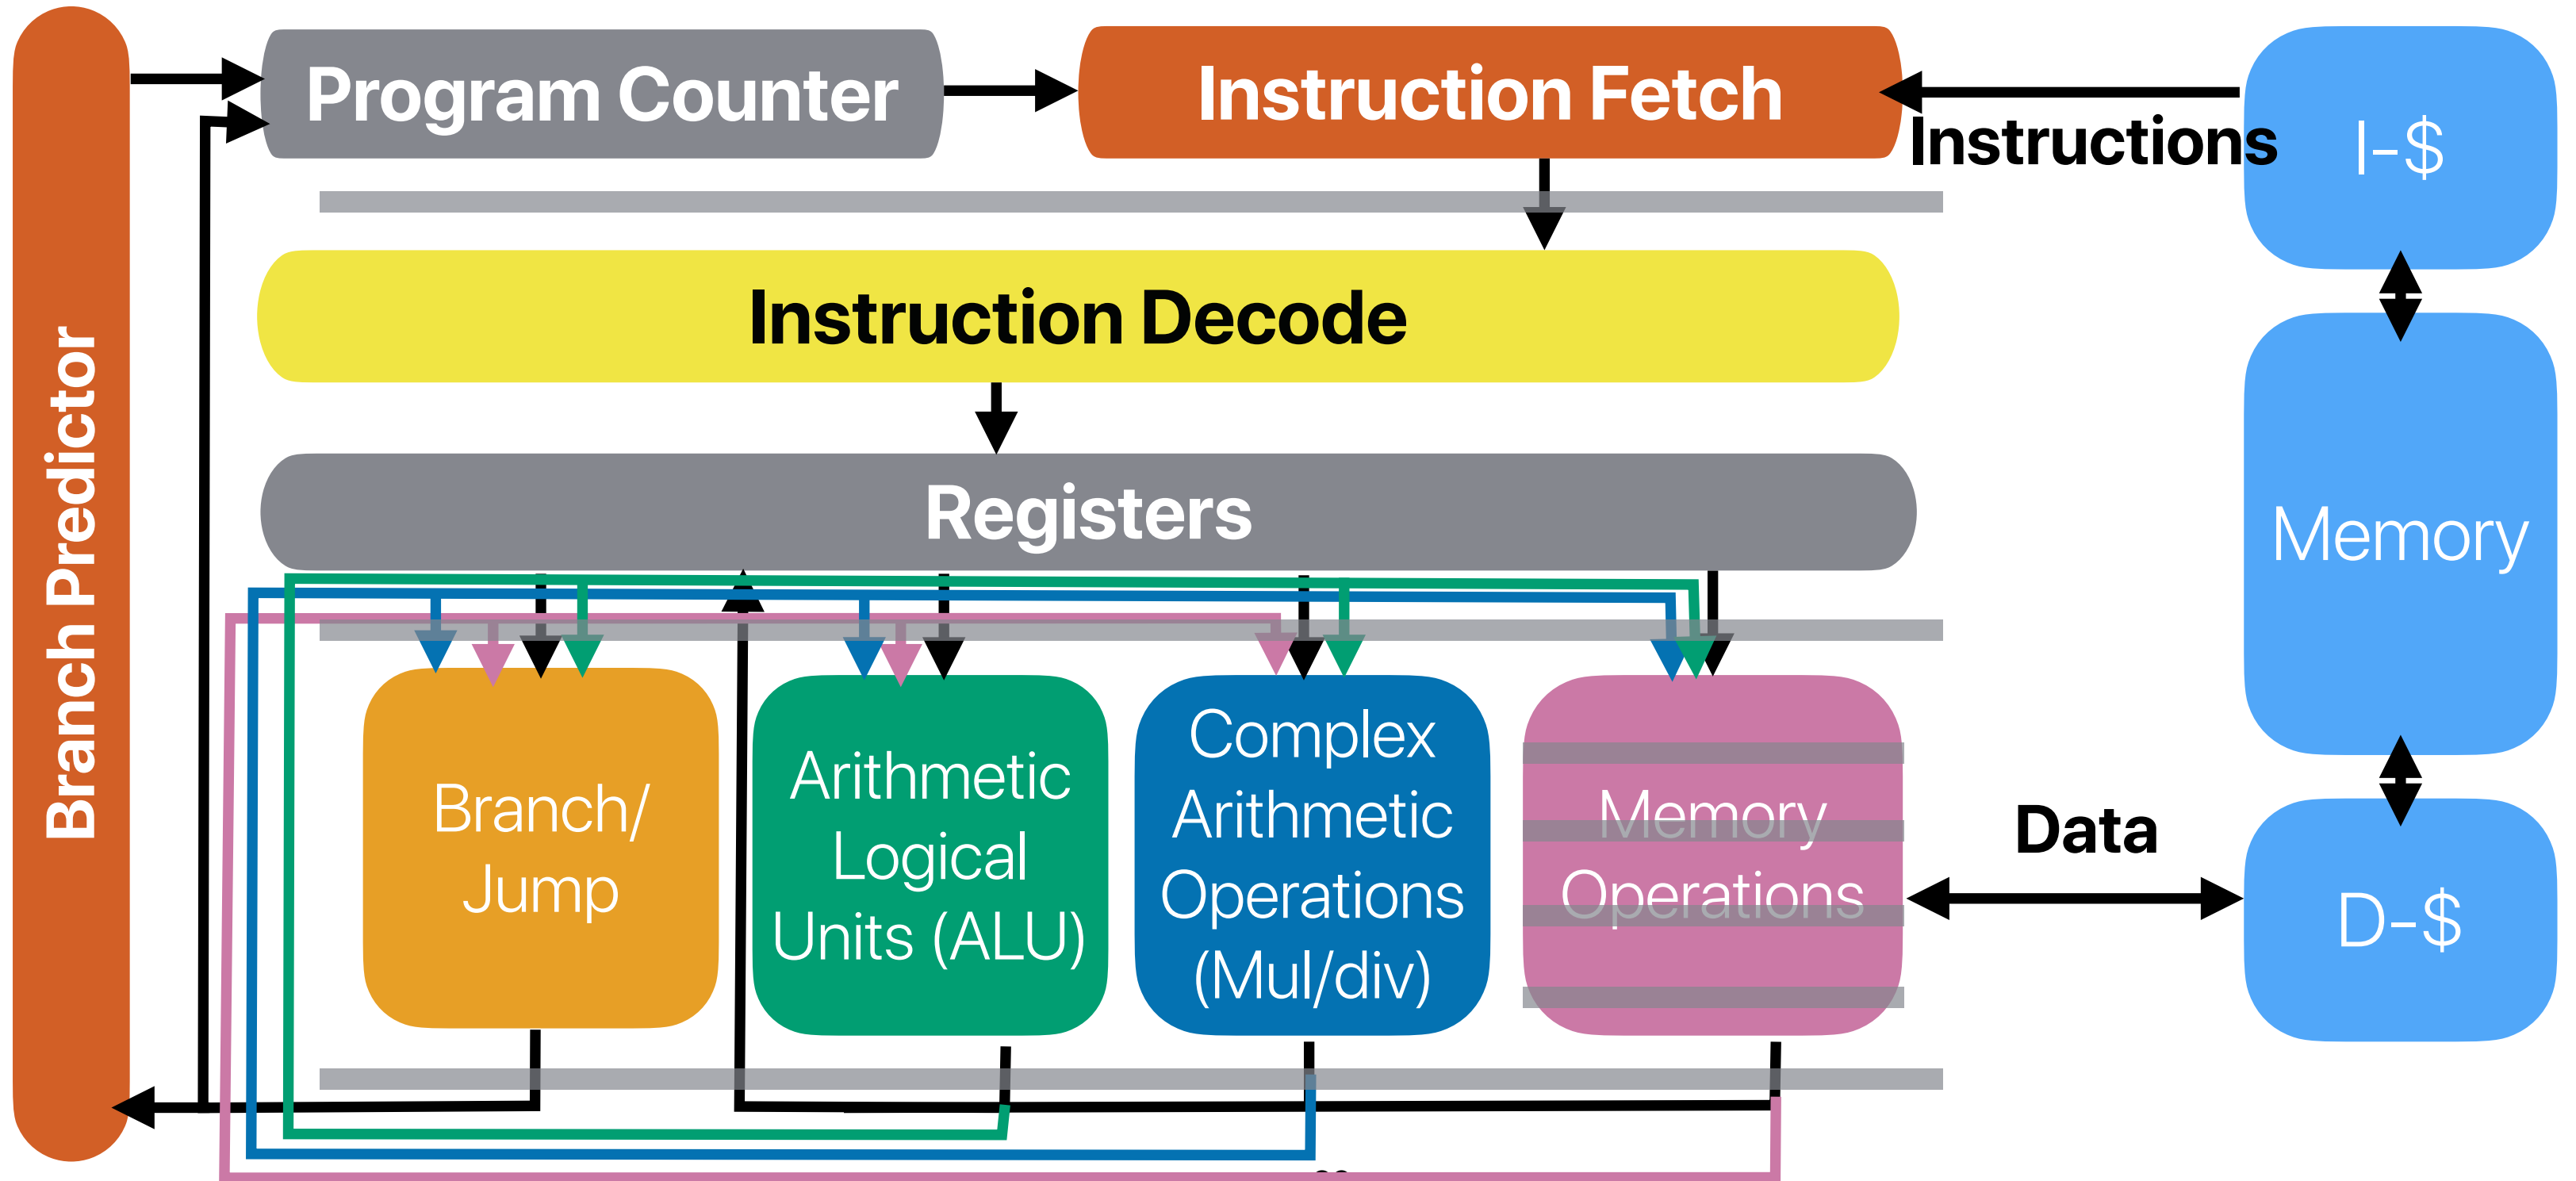 Branch Predictor
Program Counter
Instruction Fetch
Instructions
I-$
Instruction Decode
Registers
Memory
Branch/
Jump
Arithmetic
Logical
Units (ALU)
Complex
Arithmetic
Operations
(Mul/div)
Memory
Operations
Data
D-$